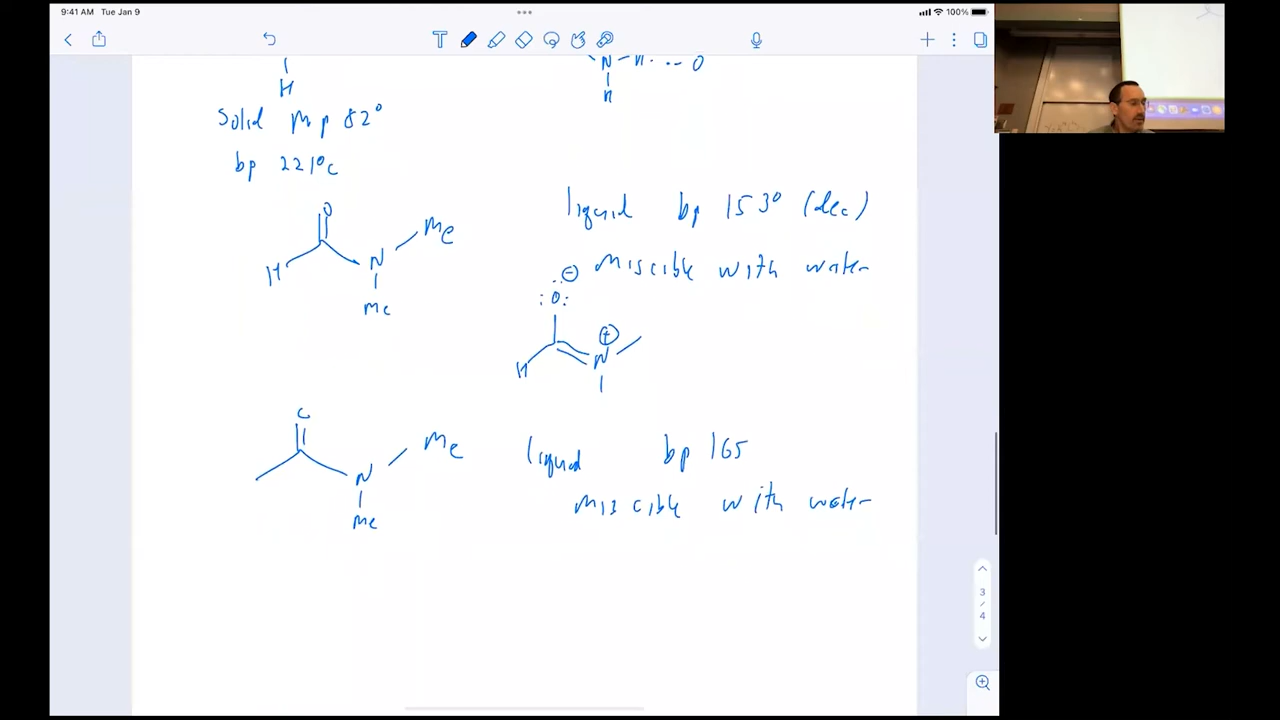 9:41 AM Tue Jan 9
100%
N – H ... O
H
H
Solid mp 82°
bp 221°C
O
H
N
Me
Me
liquid bp 153° (dec)
miscible with water
O
H
N
O
N
Me
Me
liquid bp 165
miscible with water
3
/
4